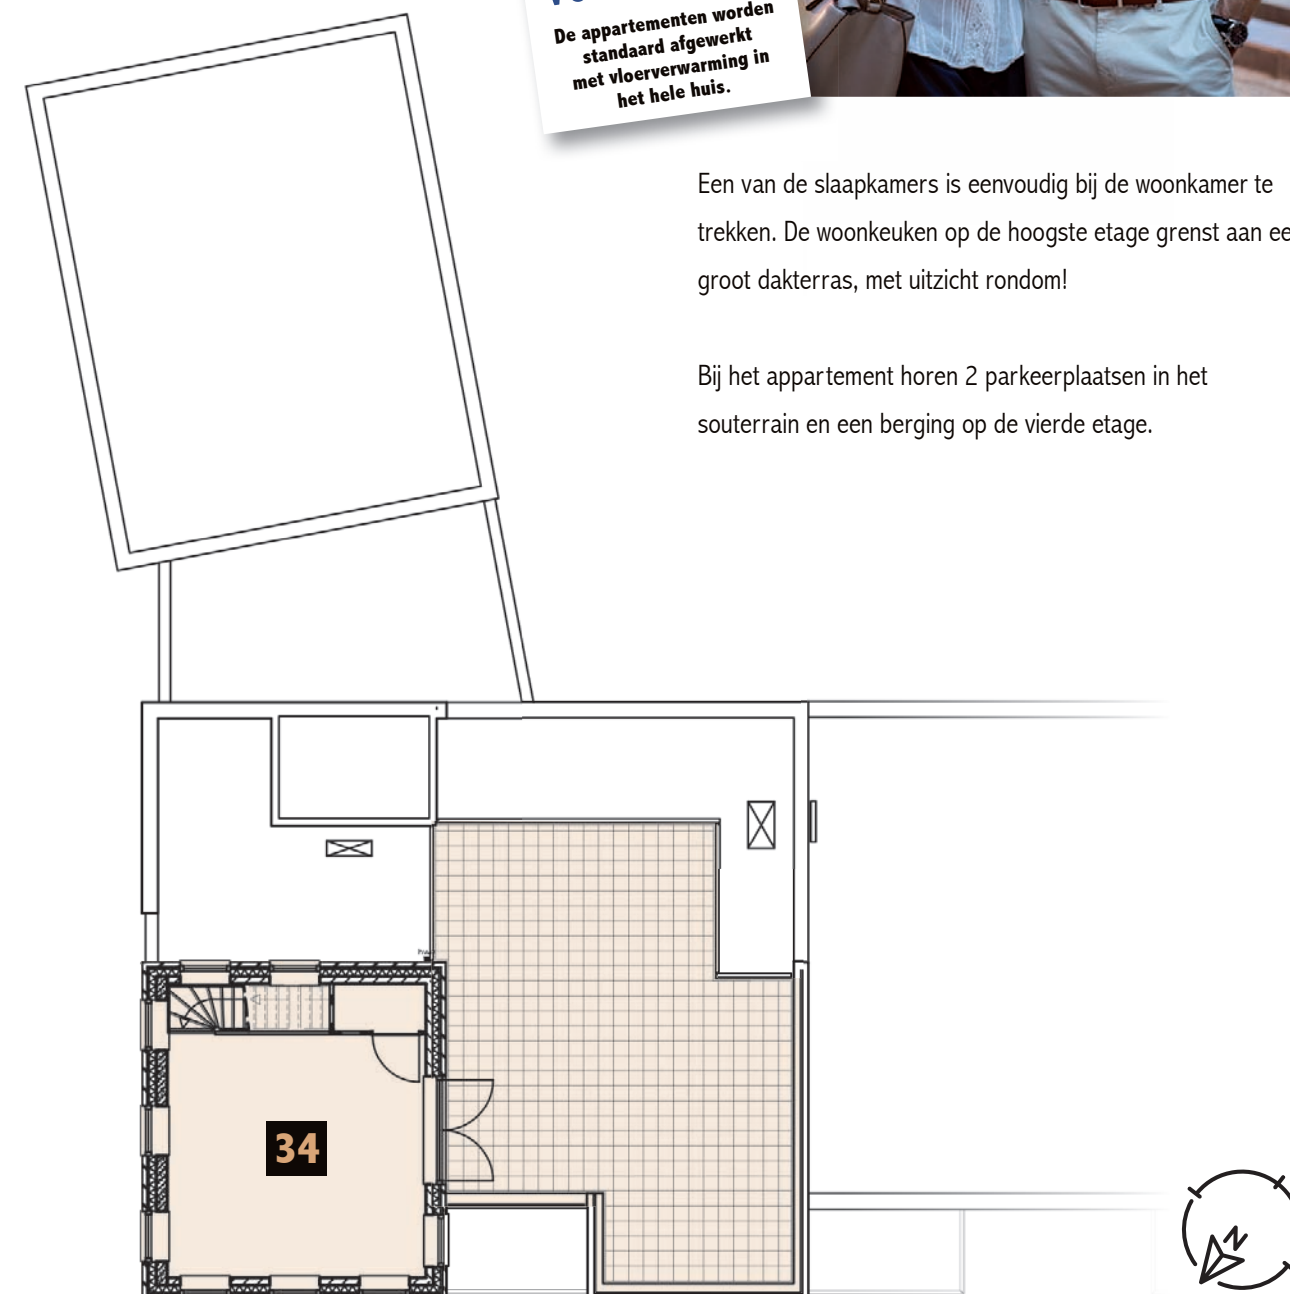 De appartementen worden
standaard afgewerkt
met vloerverwarming in
het hele huis.
Een van de slaapkamers is eenvoudig bij de woonkamer te
trekken. De woonkeuken op de hoogste etage grenst aan ee
groot dakterras, met uitzicht rondom!
Bij het appartement horen 2 parkeerplaatsen in het
souterrain en een berging op de vierde etage.
34
N